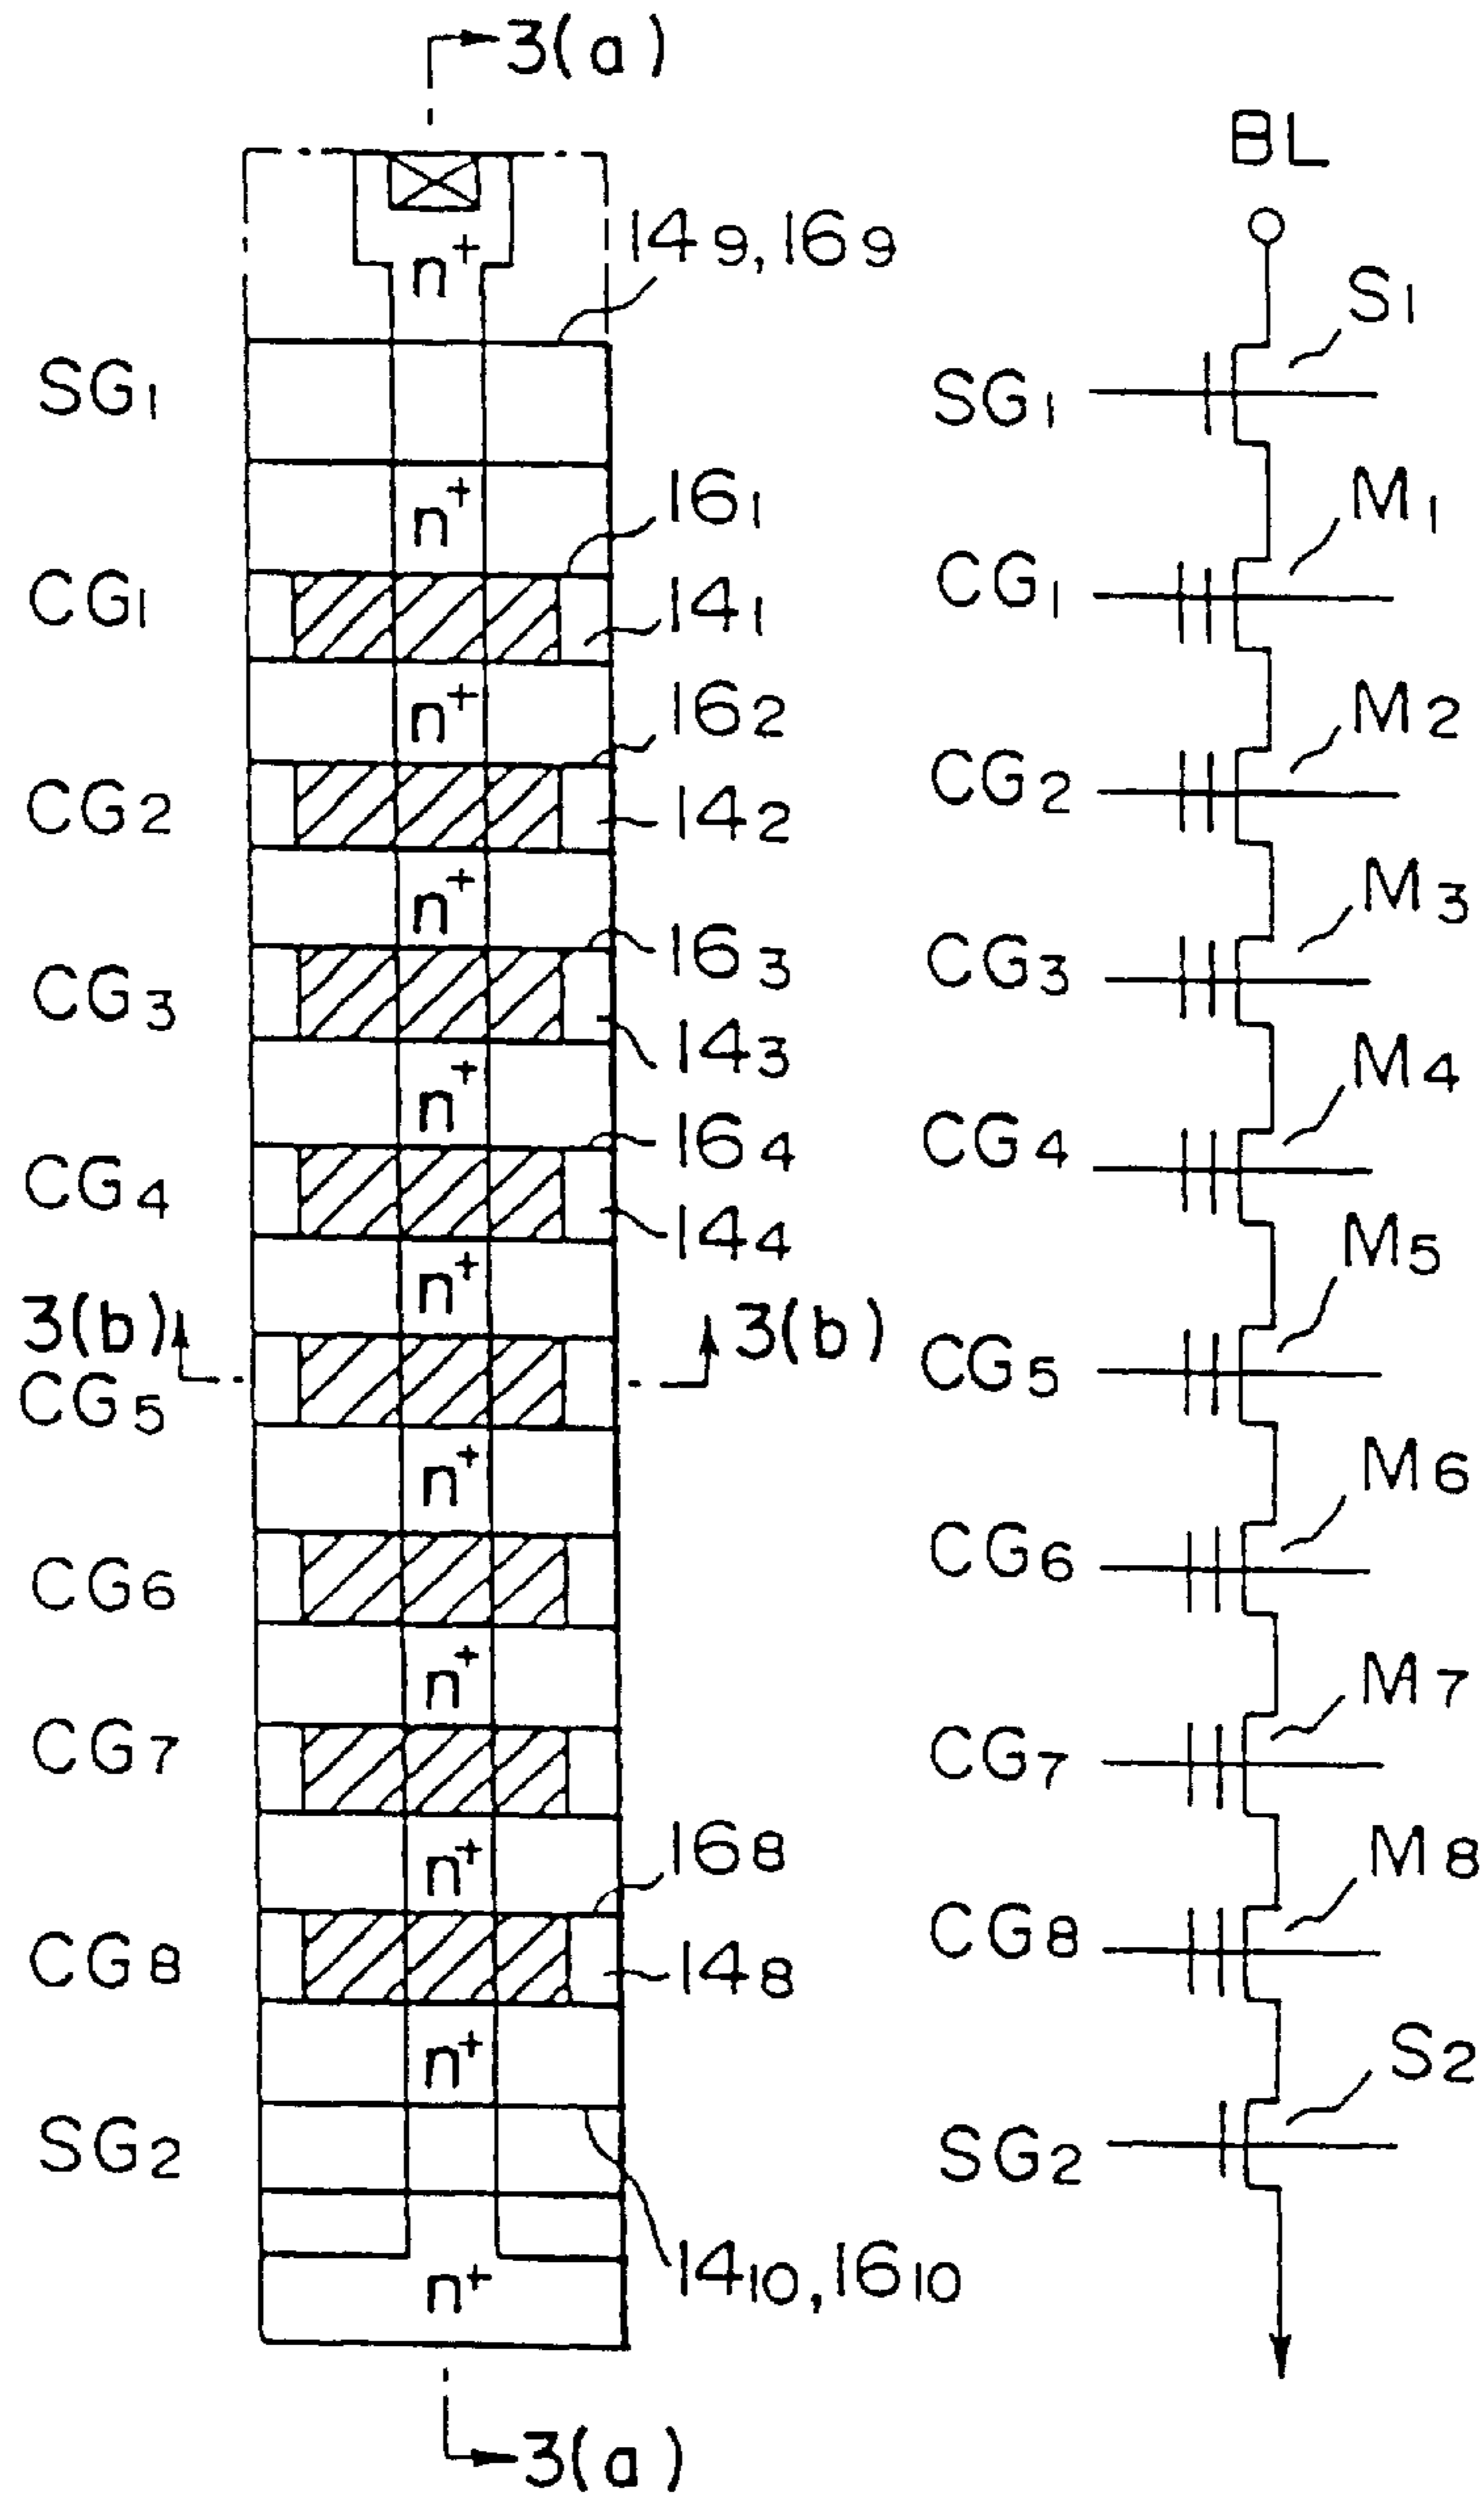 3(a)
BL
n+
14₉,16₉
S₁
SG₁
SG₁
n+
16₁
M₁
CG₁
14₁
CG₁
n+
16₂
M₂
CG₂
14₂
CG₂
n+
16₃
M₃
CG₃
14₃
CG₃
n+
16₄
M₄
CG₄
14₄
CG₄
n+
M₅
3(b)
3(b)
CG₅
CG₅
n+
M₆
CG₆
CG₆
n+
M₇
CG₇
CG₇
n+
16₈
M₈
CG₈
14₈
CG₈
n+
S₂
SG₂
SG₂
14₁₀,16₁₀
n+
3(a)